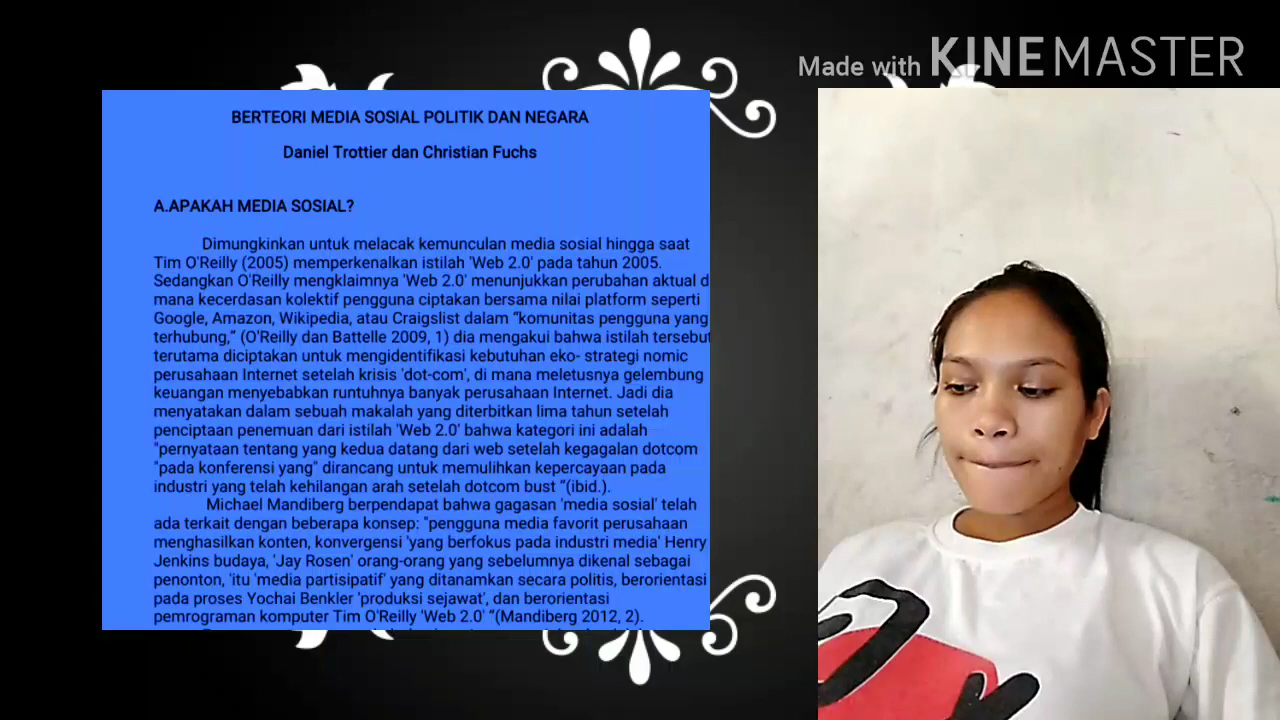 Made with KINEMASTER
BERTEORI MEDIA SOSIAL POLITIK DAN NEGARA
Daniel Trottier dan Christian Fuchs
A.APAKAH MEDIA SOSIAL?
Dimungkinkan untuk melacak kemunculan media sosial hingga saat
Tim O'Reilly (2005) memperkenalkan istilah 'Web 2.0' pada tahun 2005.
Sedangkan O'Reilly mengklaimnya 'Web 2.0' menunjukkan perubahan aktual d
mana kecerdasan kolektif pengguna ciptakan bersama nilai platform seperti
Google, Amazon, Wikipedia, atau Craigslist dalam "komunitas pengguna yang
terhubung," (O'Reilly dan Battelle 2009, 1) dia mengakui bahwa istilah tersebut
terutama diciptakan untuk mengidentifikasi kebutuhan eko- strategi nomic
perusahaan Internet setelah krisis 'dot-com', di mana meletusnya gelembung
keuangan menyebabkan runtuhnya banyak perusahaan Internet. Jadi dia
menyatakan dalam sebuah makalah yang diterbitkan lima tahun setelah
penciptaan penemuan dari istilah 'Web 2.0' bahwa kategori ini adalah
"pernyataan tentang yang kedua datang dari web setelah kegagalan dotcom
"pada konferensi yang" dirancang untuk memulihkan kepercayaan pada
industri yang telah kehilangan arah setelah dotcom bust "(ibid.).
Michael Mandiberg berpendapat bahwa gagasan 'media sosial' telah
ada terkait dengan beberapa konsep: "pengguna media favorit perusahaan
menghasilkan konten, konvergensi 'yang berfokus pada industri media' Henry
Jenkins budaya, 'Jay Rosen' orang-orang yang sebelumnya dikenal sebagai
penonton, 'itu 'media partisipatif' yang ditanamkan secara politis, berorientasi
pada proses Yochai Benkler 'produksi sejawat', dan berorientasi
pemrograman komputer Tim O'Reilly 'Web 2.0' "(Mandiberg 2012, 2).